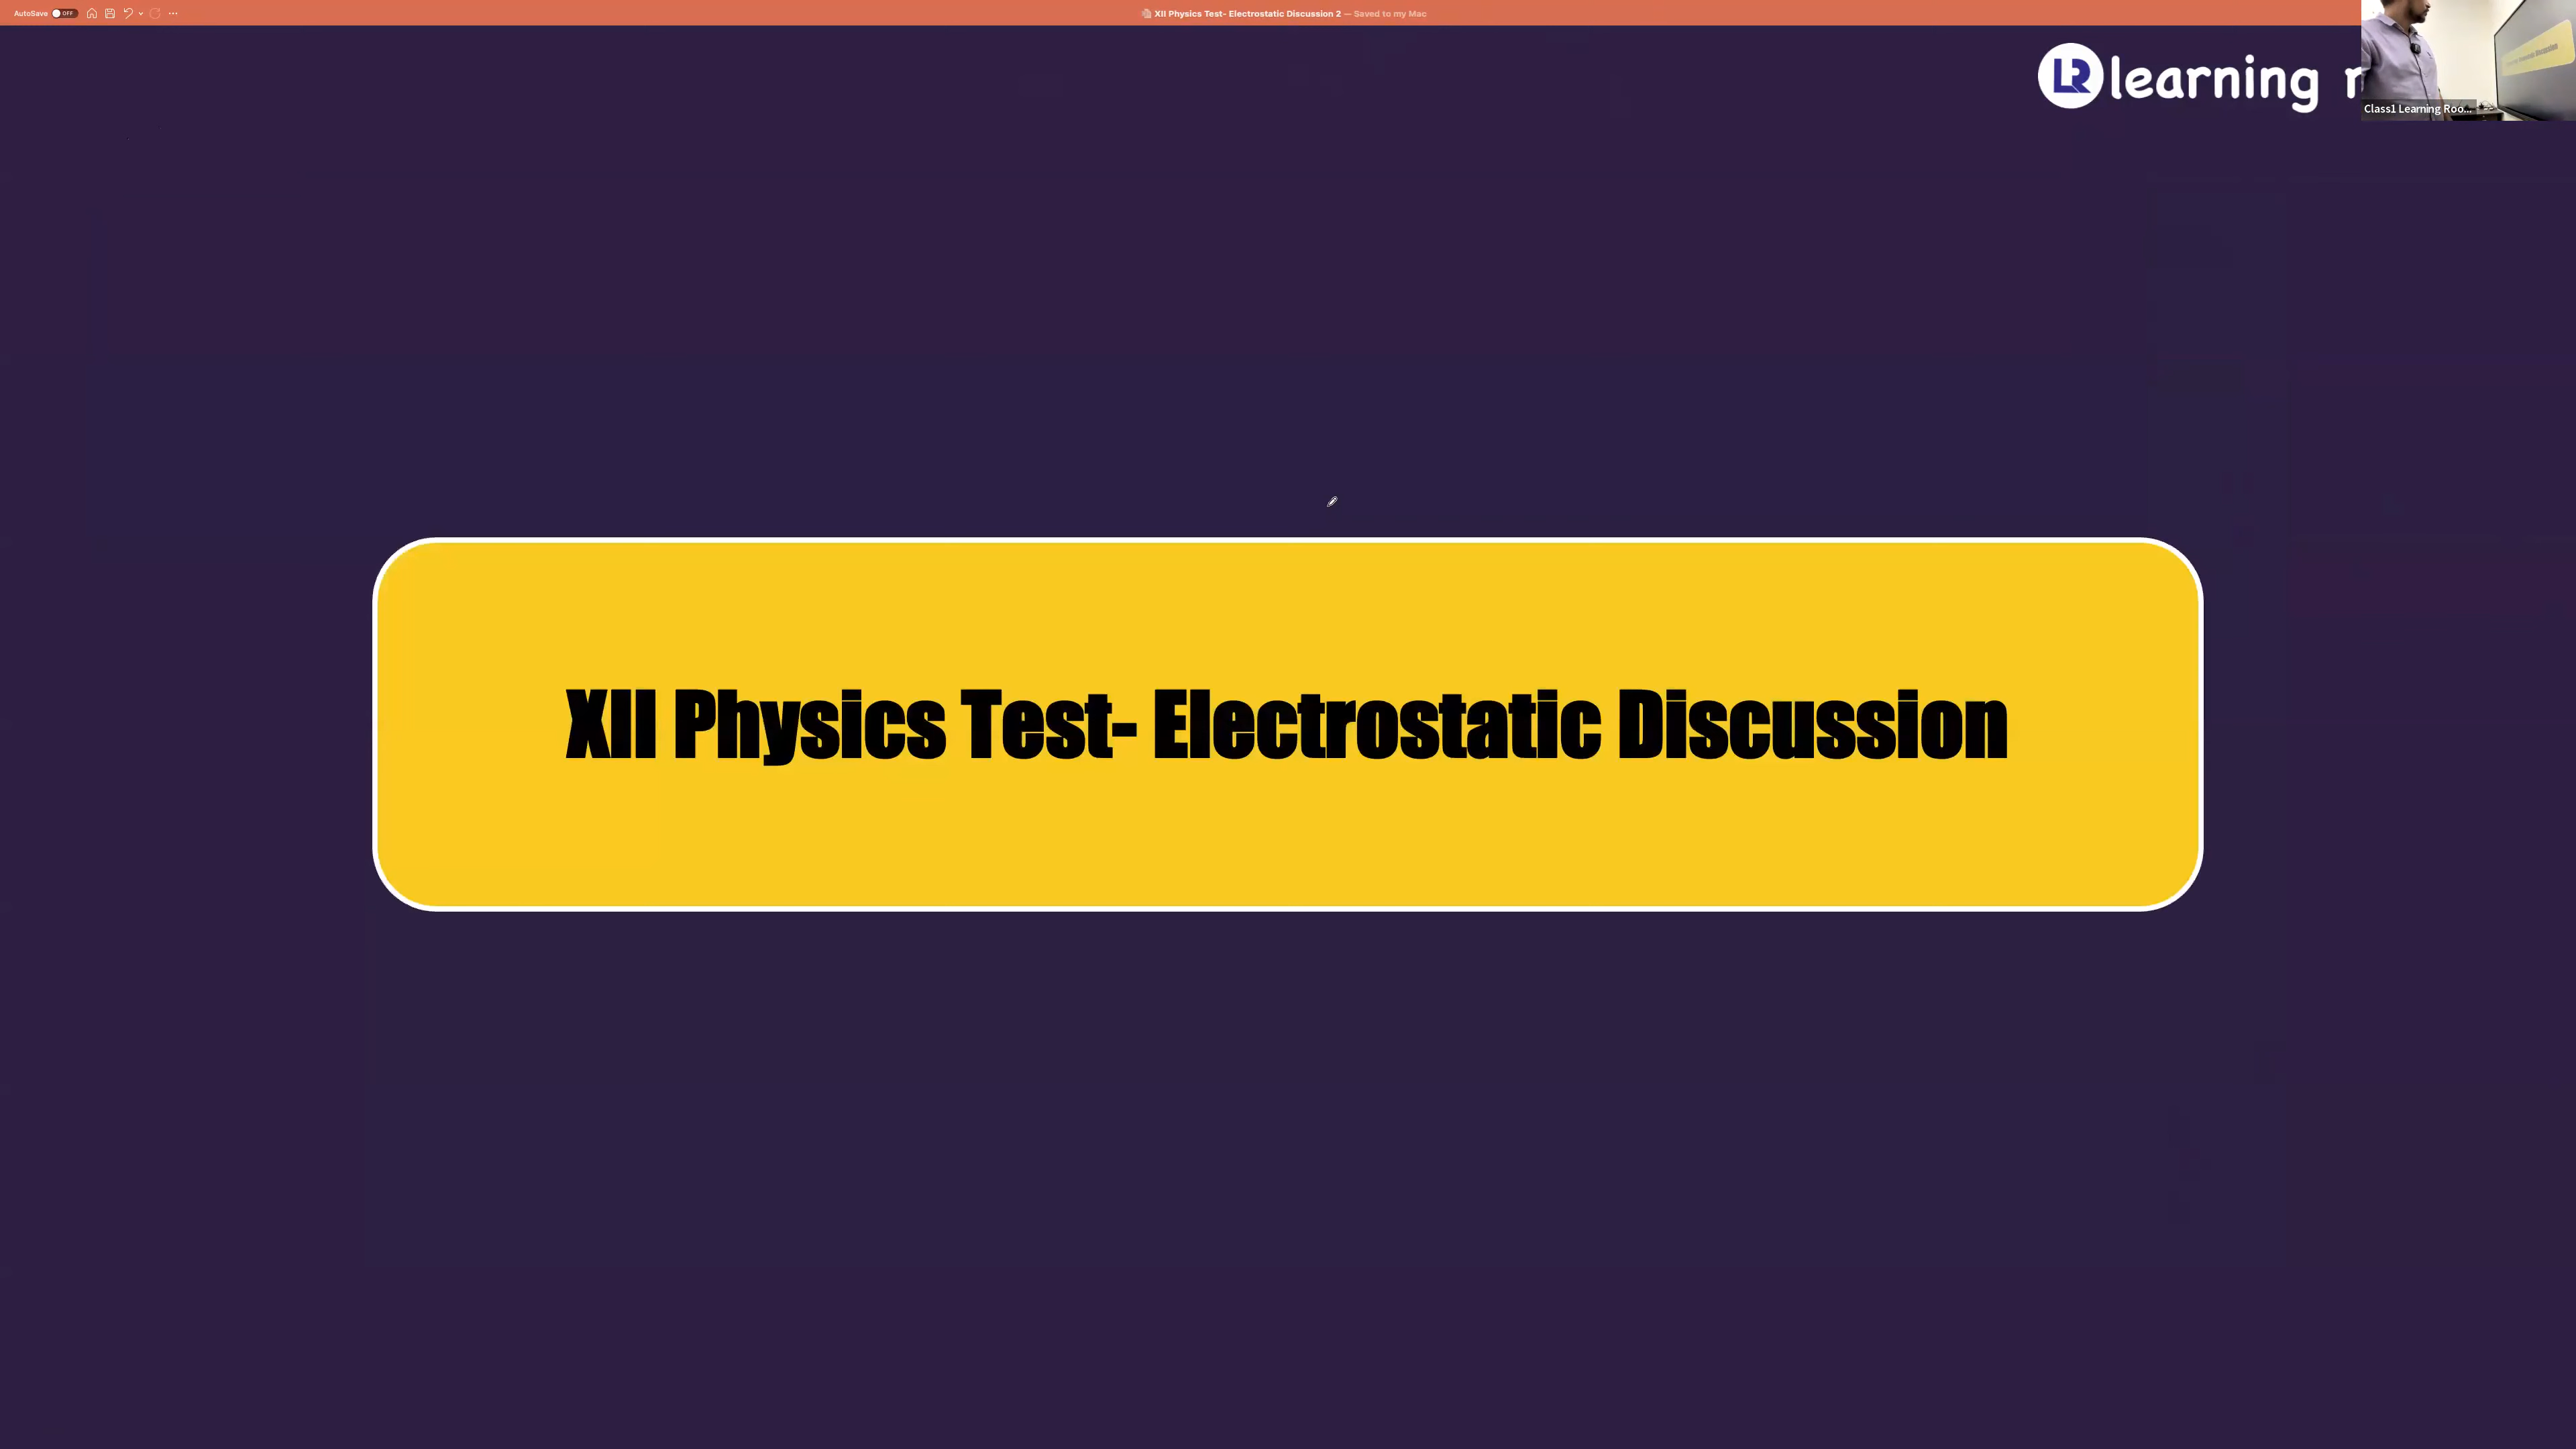 AutoSave OFF
XII Physics Test- Electrostatic Discussion 2 — Saved to my Mac
LR learning r
Class1 Learning Roo...
XII Physics Test- Electrostatic Discussion